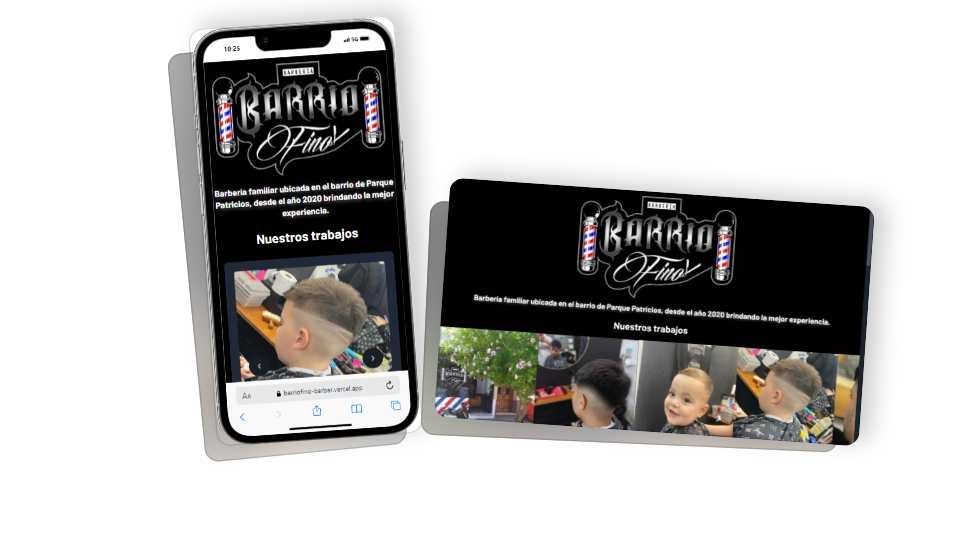 10:25
5G
BARBERIA
BARRIO
Fino
Barbería familiar ubicada en el barrio de Parque
Patricios, desde el año 2020 brindando la mejor
experiencia.
Nuestros trabajos
AA
barriofino-barber.vercel.app
BARBERIA
BARRIO
Fino
Barbería familiar ubicada en el barrio de Parque Patricios, desde el año 2020 brindando la mejor experiencia.
Nuestros trabajos